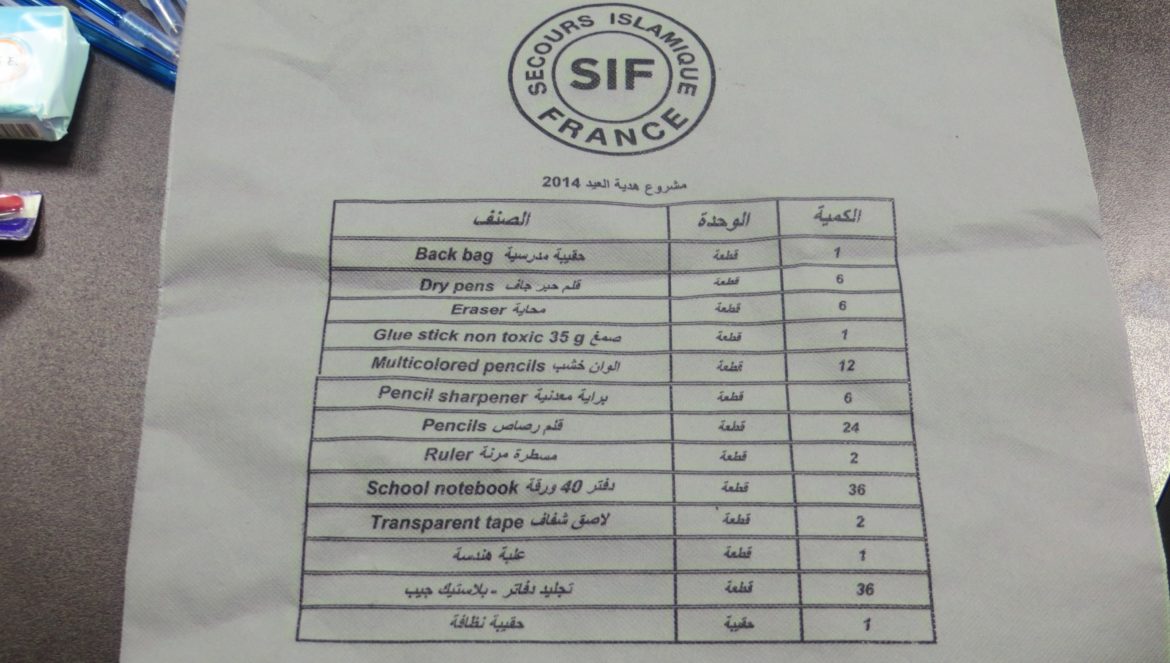 SECOURS ISLAMIQUE
SIF
FRANCE
مشروع هدية العيد 2014
الصنف الوحدة الكمية
Back bag حقيبة مدرسية قطعة 1
Dry pens قلم حبر جاف قطعة 6
Eraser محاية قطعة 6
Glue stick non toxic 35 g صمغ قطعة 1
Multicolored pencils الوان خشب قطعة 12
Pencil sharpener براية معدنية قطعة 6
Pencils قلم رصاص قطعة 24
Ruler مسطرة مرنة قطعة 2
School notebook دفتر 40 ورقة قطعة 36
Transparent tape لاصق شفاف قطعة 2
علبة هندسة قطعة 1
تجليد دفاتر - بلاستيك جيب قطعة 36
حقيبة نظافة حقيبة 1